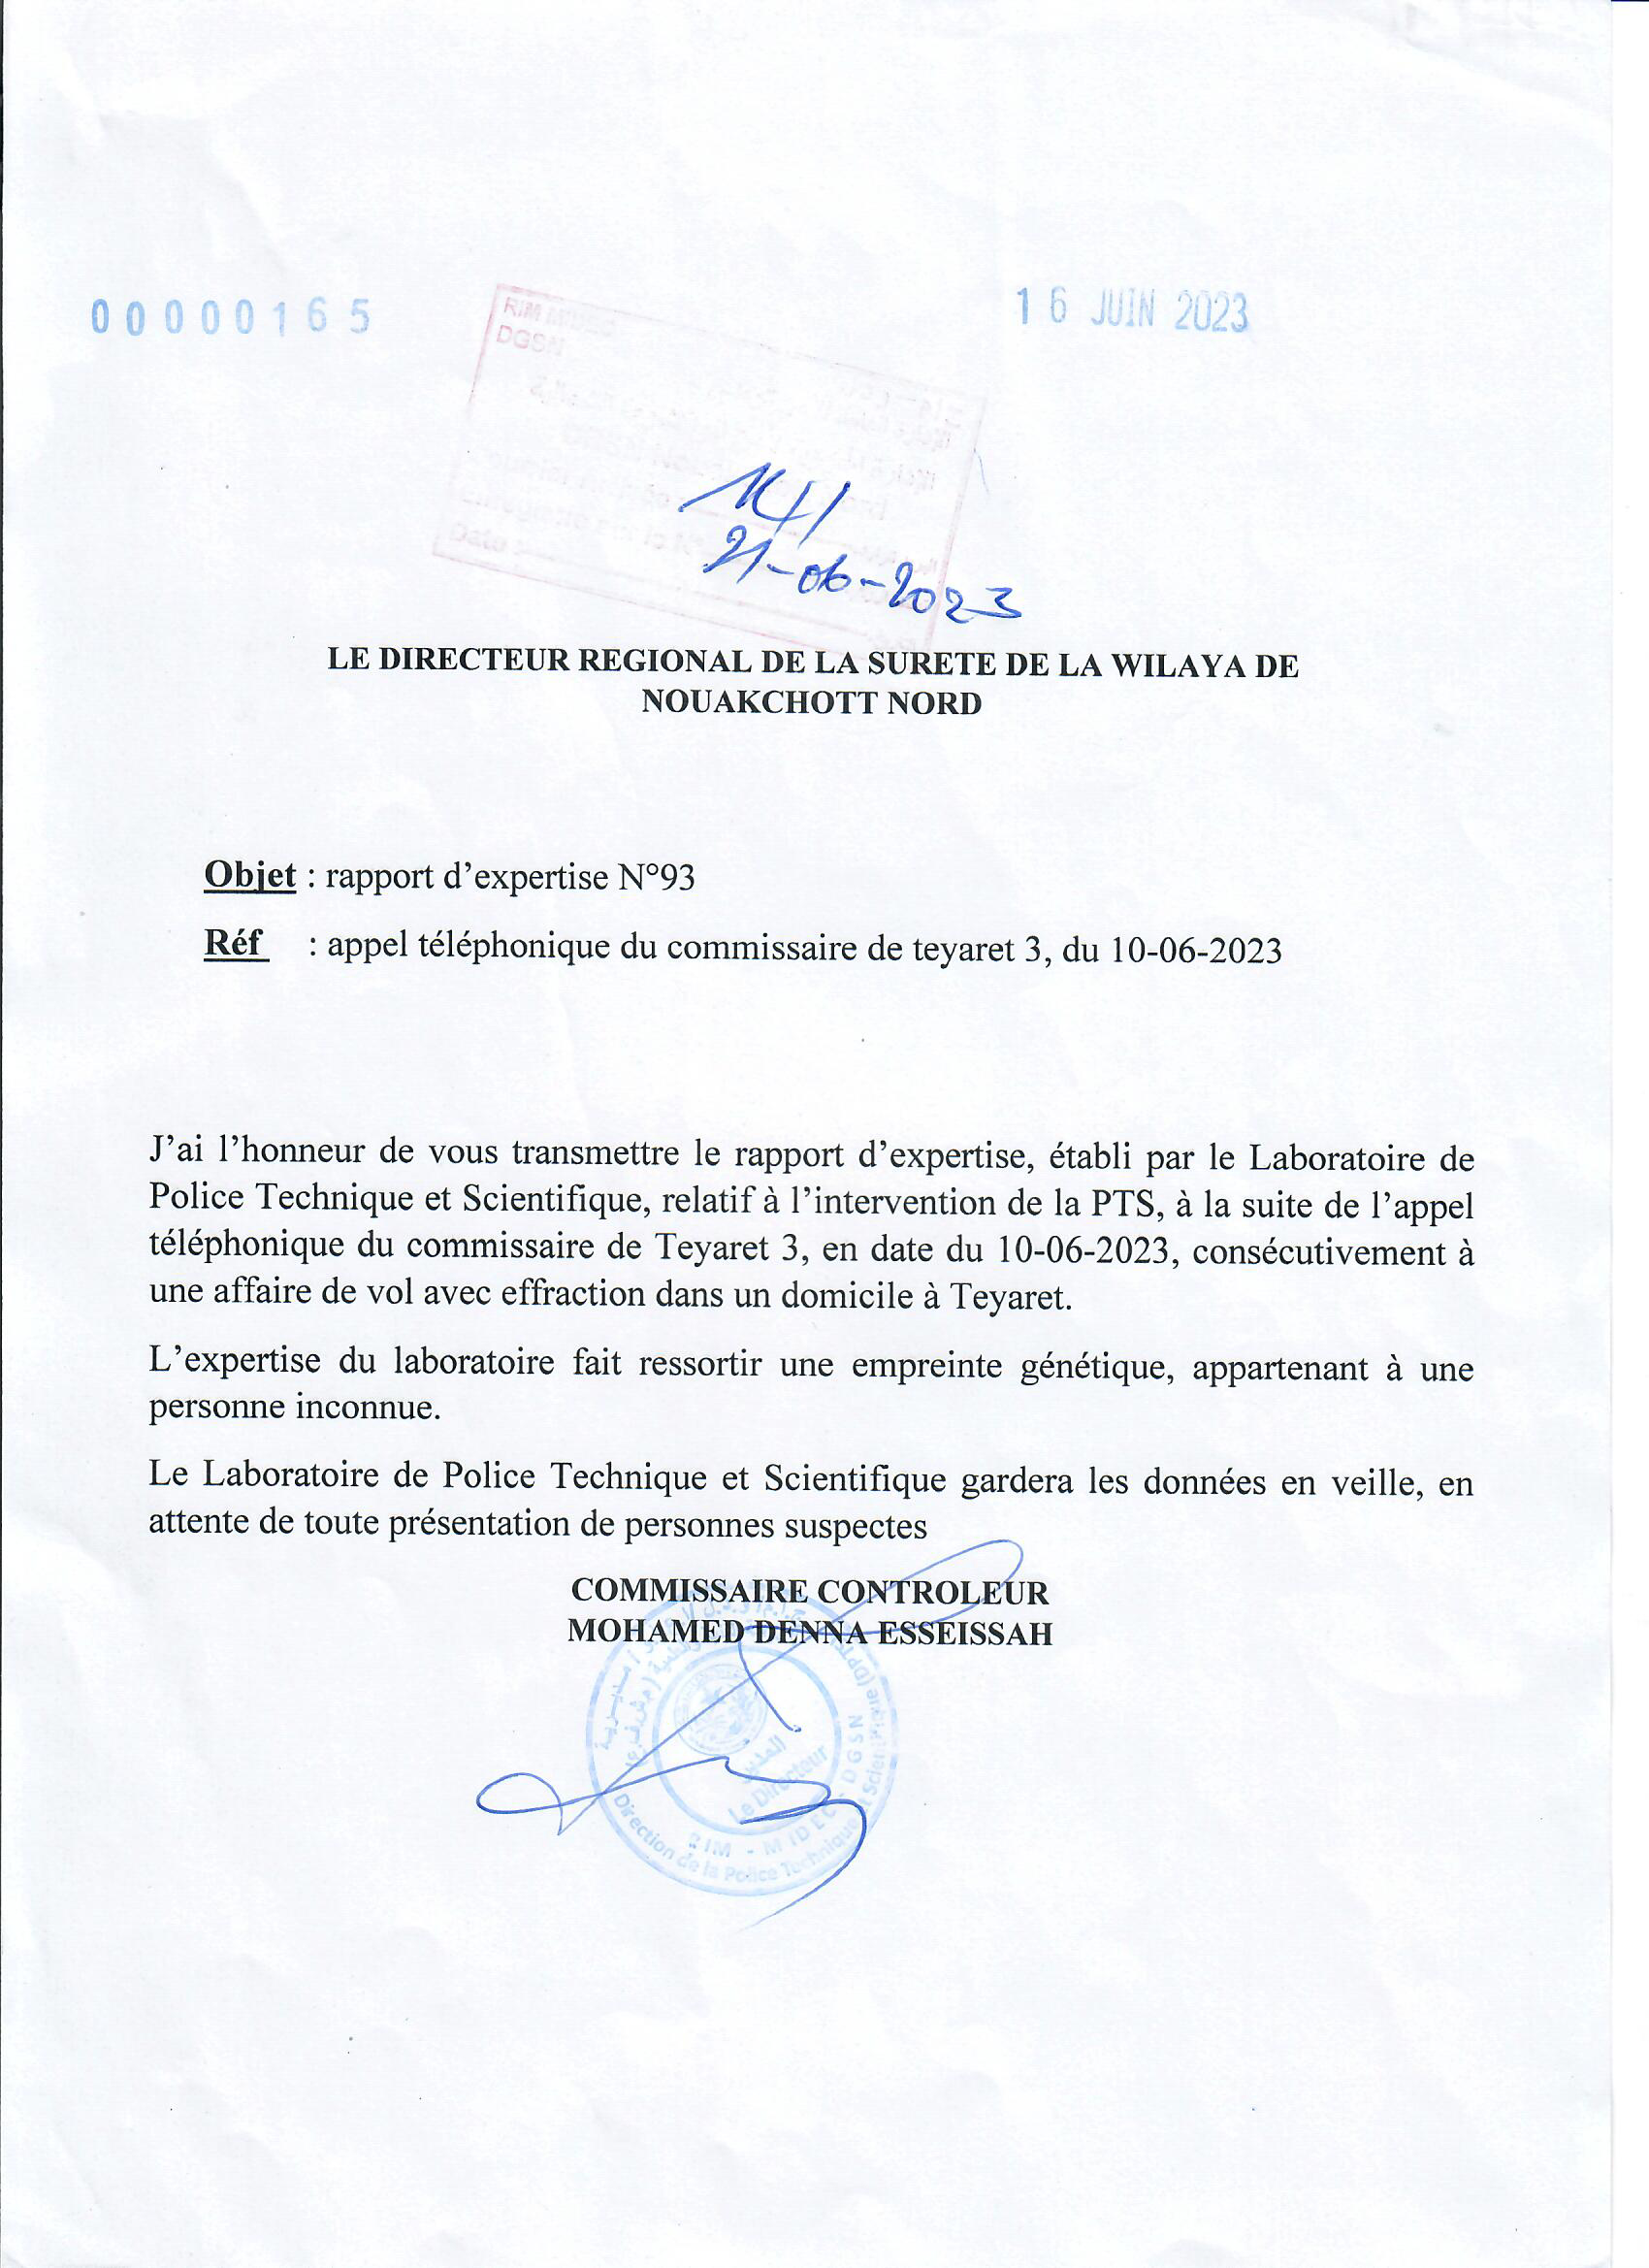 00000165
16 JUIN 2023
DGSN
21-06-2023
LE DIRECTEUR REGIONAL DE LA SURETE DE LA WILAYA DE
NOUAKCHOTT NORD
Objet : rapport d’expertise N°93
Réf : appel téléphonique du commissaire de teyaret 3, du 10-06-2023
J’ai l’honneur de vous transmettre le rapport d’expertise, établi par le Laboratoire de
Police Technique et Scientifique, relatif à l’intervention de la PTS, à la suite de l’appel
téléphonique du commissaire de Teyaret 3, en date du 10-06-2023, consécutivement à
une affaire de vol avec effraction dans un domicile à Teyaret.
L’expertise du laboratoire fait ressortir une empreinte génétique, appartenant à une
personne inconnue.
Le Laboratoire de Police Technique et Scientifique gardera les données en veille, en
attente de toute présentation de personnes suspectes
COMMISSAIRE CONTROLEUR
MOHAMED DENNA ESSEISSAH
المدير
Le Directeur
RIM - MIDEC - DGSN
Direction de la Police Technique et Scientifique (DPTS)